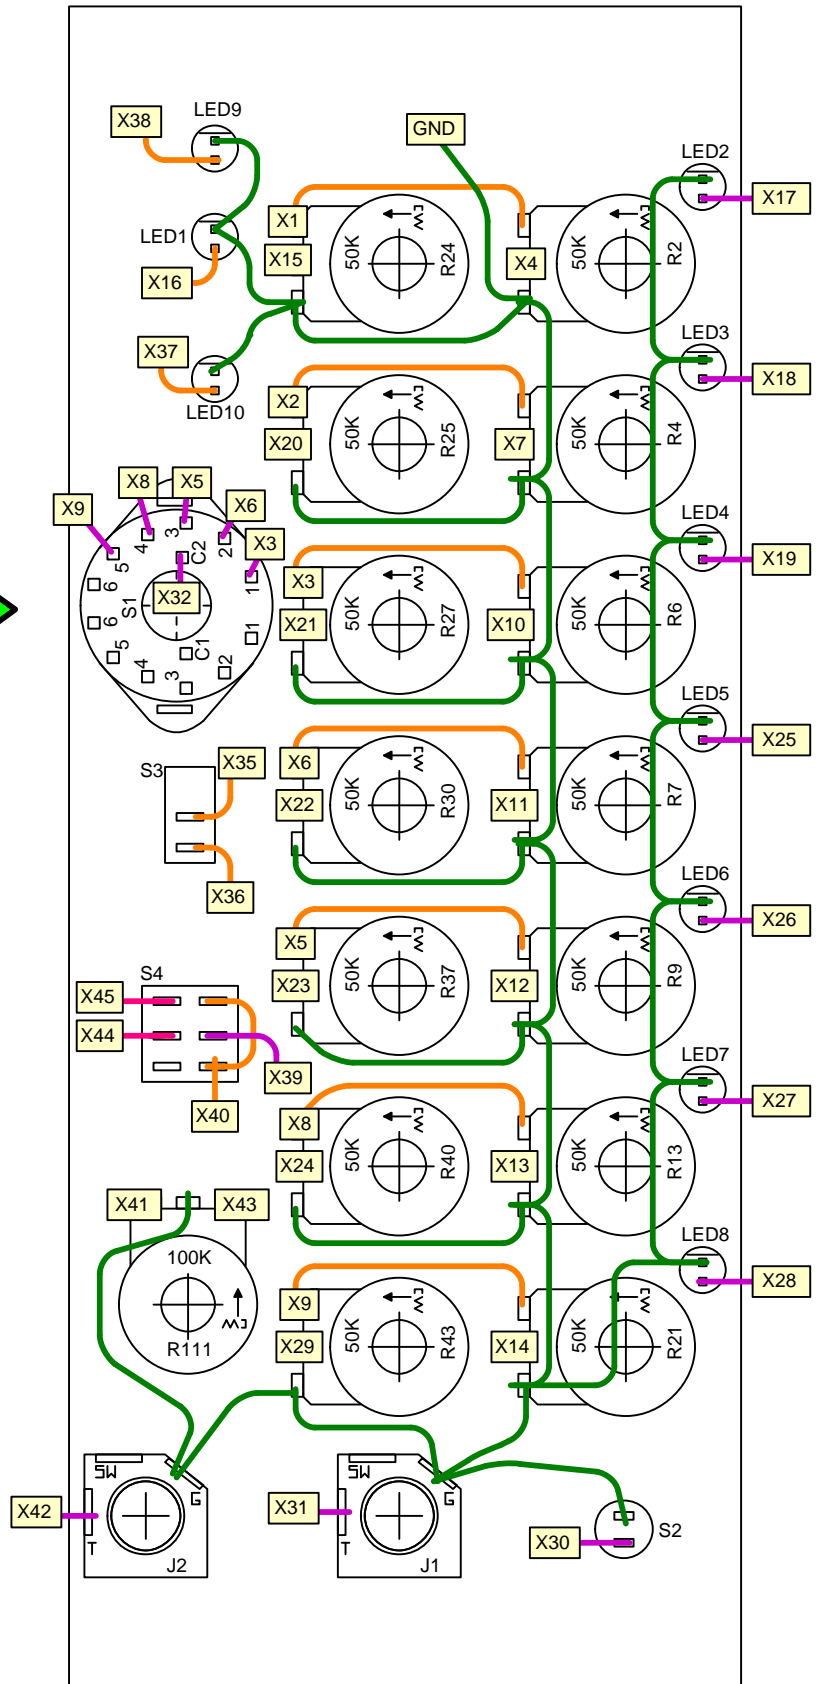 LED9
X38
GND
LED2
X17
X1
LED1
X15
50K
R24
X4
50K
R2
X16
X37
LED3
X18
LED10
X2
X20
50K
R25
X7
50K
R4
X8
X5
X9
X6
X3
LED4
X19
5
4
3
2
1
C2
6
S1
X32
6
5
4
3
C1
2
1
X3
X21
50K
R27
X10
50K
R6
LED5
X25
S3
X35
X36
X6
X22
50K
R30
X11
50K
R7
LED6
X26
S4
X45
X44
X39
X40
X5
X23
50K
R37
X12
50K
R9
LED7
X27
X8
X24
50K
R40
X13
50K
R13
X41
X43
100K
R111
W
LED8
X28
X9
X29
50K
R43
X14
50K
R21
X42
SW
G
T
J2
X31
SW
G
T
J1
X30
S2